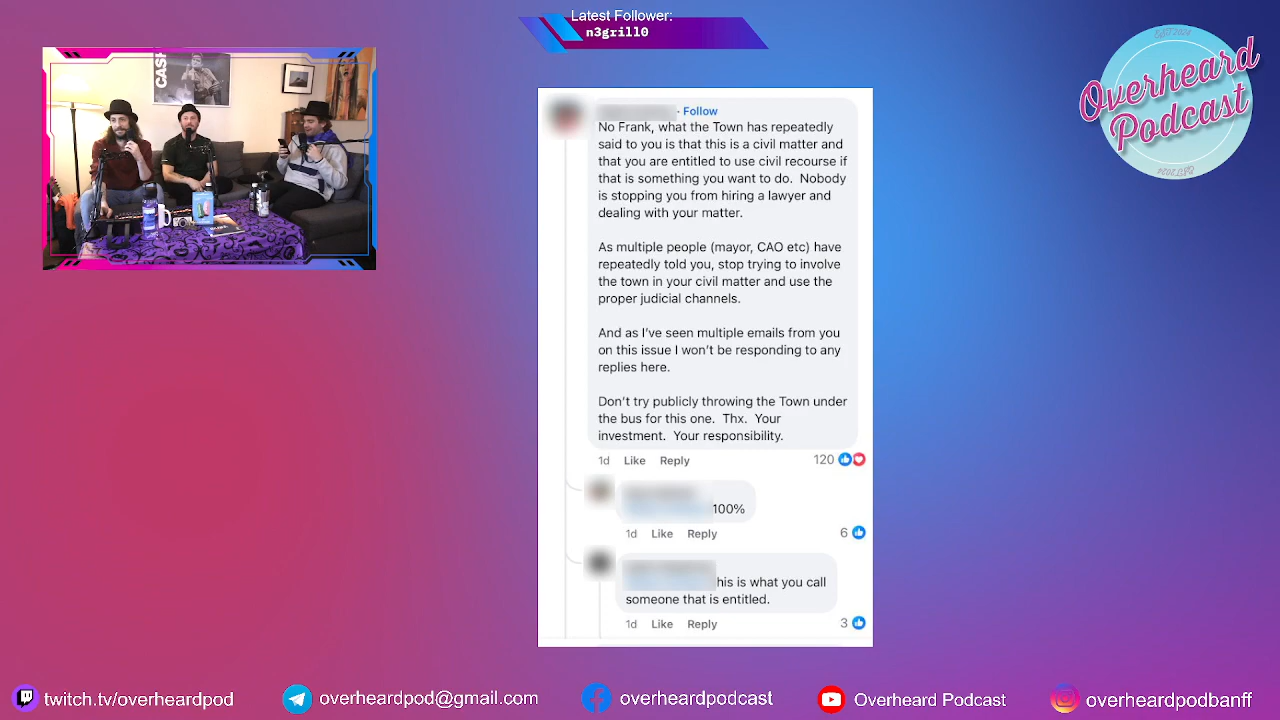 Latest Follower:
n3grill0
CASH
EST 2024
Overheard
Podcast
· Follow
No Frank, what the Town has repeatedly
said to you is that this is a civil matter and
that you are entitled to use civil recourse if
that is something you want to do. Nobody
is stopping you from hiring a lawyer and
dealing with your matter.
As multiple people (mayor, CAO etc) have
repeatedly told you, stop trying to involve
the town in your civil matter and use the
proper judicial channels.
And as I've seen multiple emails from you
on this issue I won't be responding to any
replies here.
Don't try publicly throwing the Town under
the bus for this one. Thx. Your
investment. Your responsibility.
1d Like Reply 120
100%
1d Like Reply 6
his is what you call
someone that is entitled.
1d Like Reply 3
twitch.tv/overheardpod
overheardpod@gmail.com
overheardpodcast
Overheard Podcast
overheardpodbanff